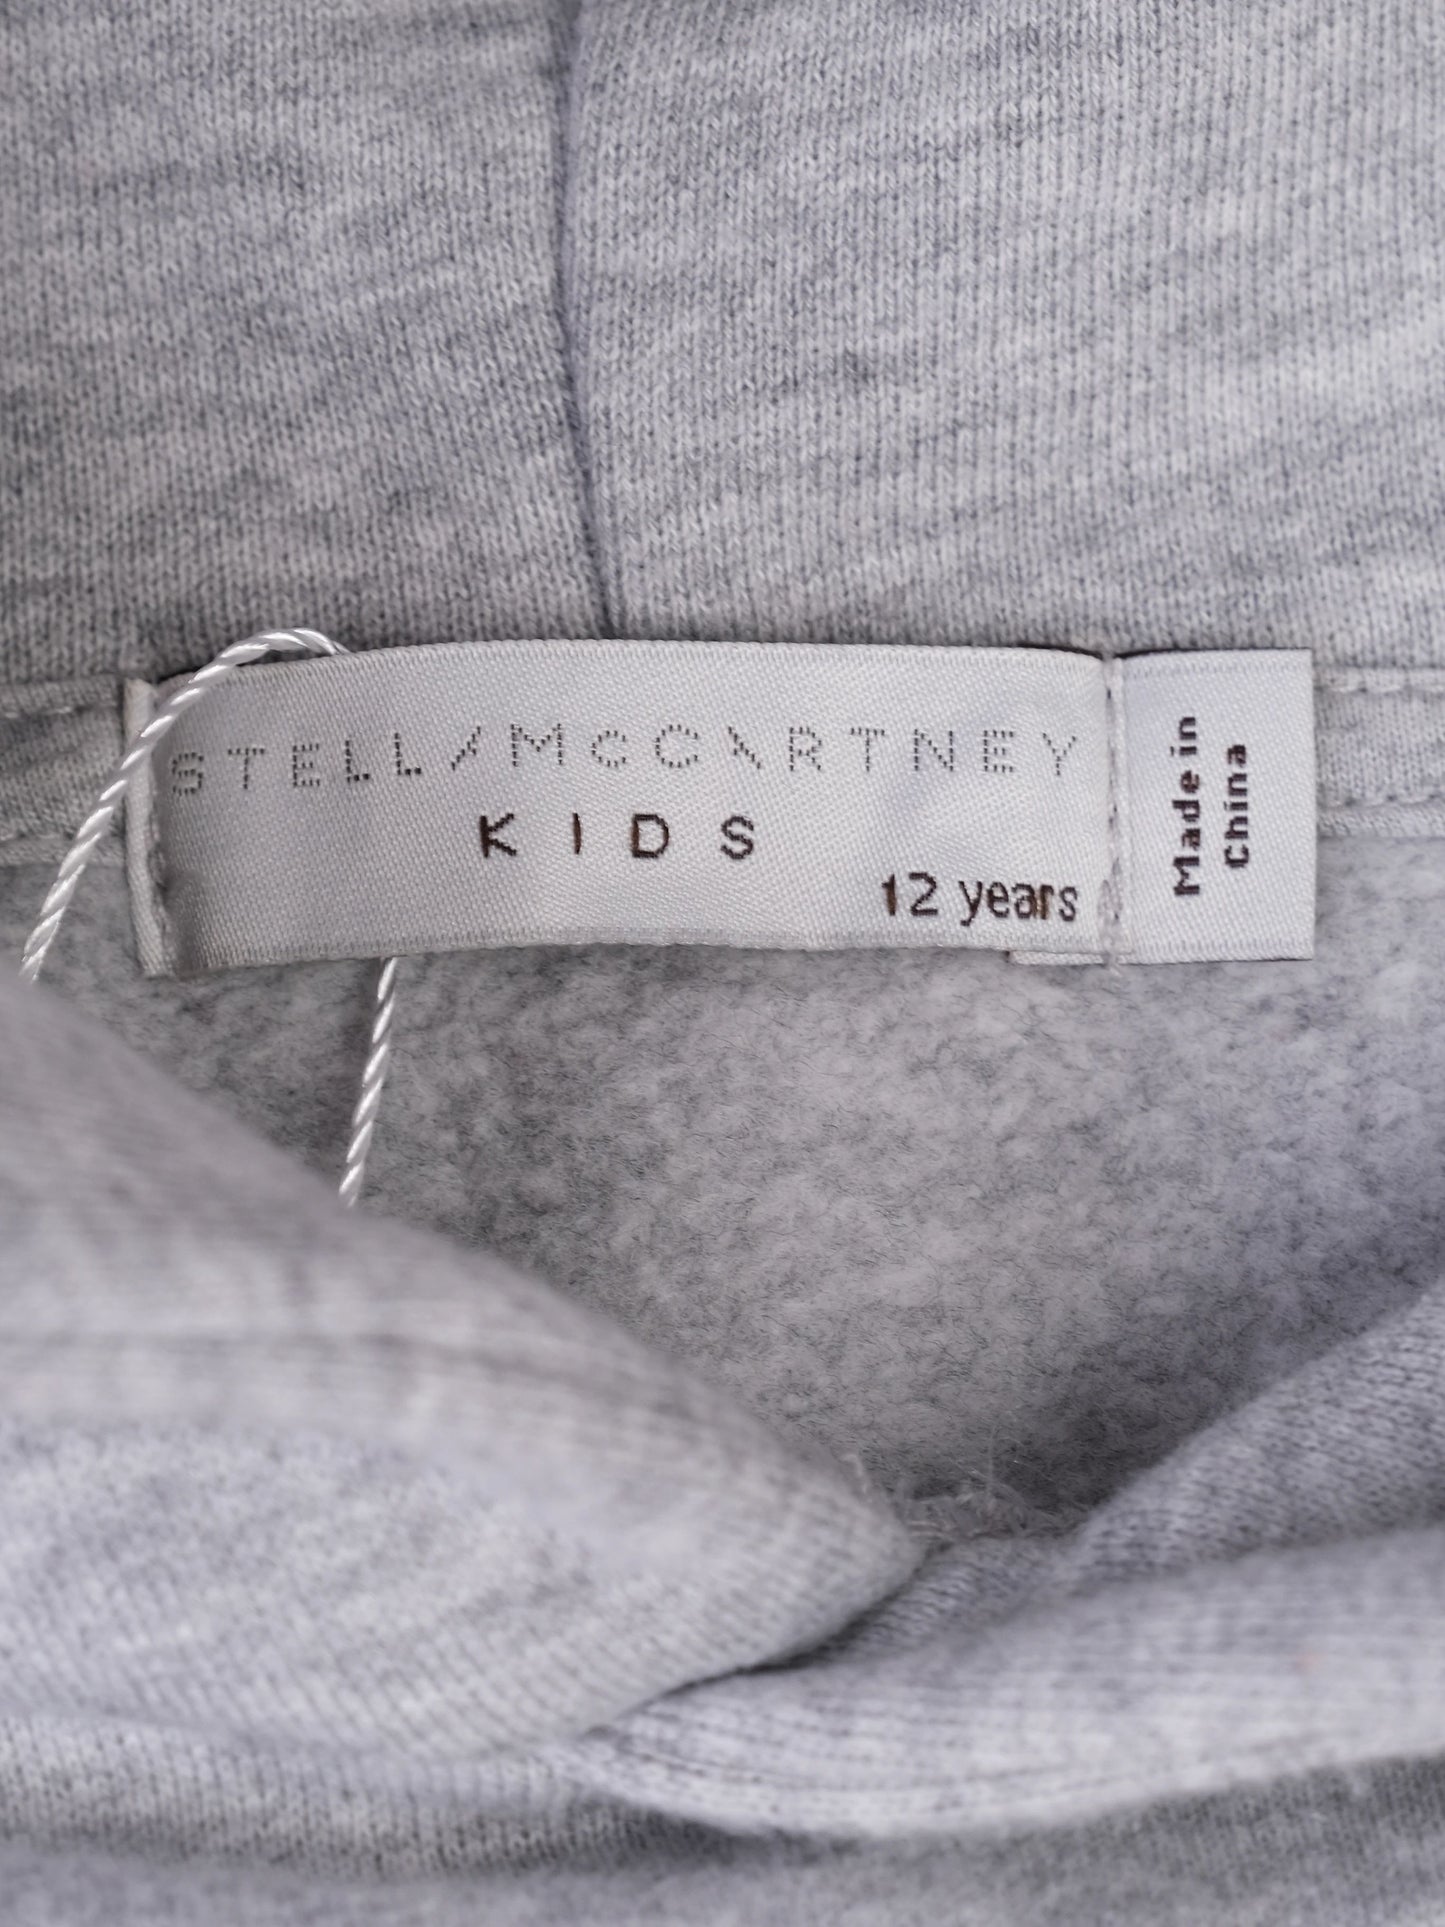 STELLA McCARTNEY
KIDS
12 years
Made in
China